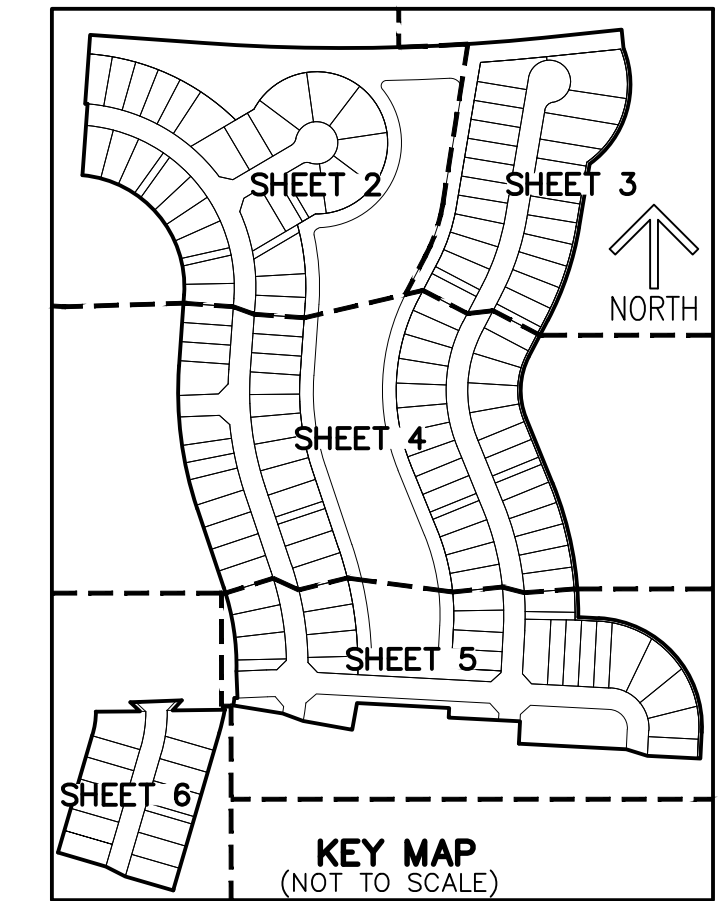 SHEET 2
SHEET 3
NORTH
SHEET 4
SHEET 5
SHEET 6
KEY MAP
(NOT TO SCALE)